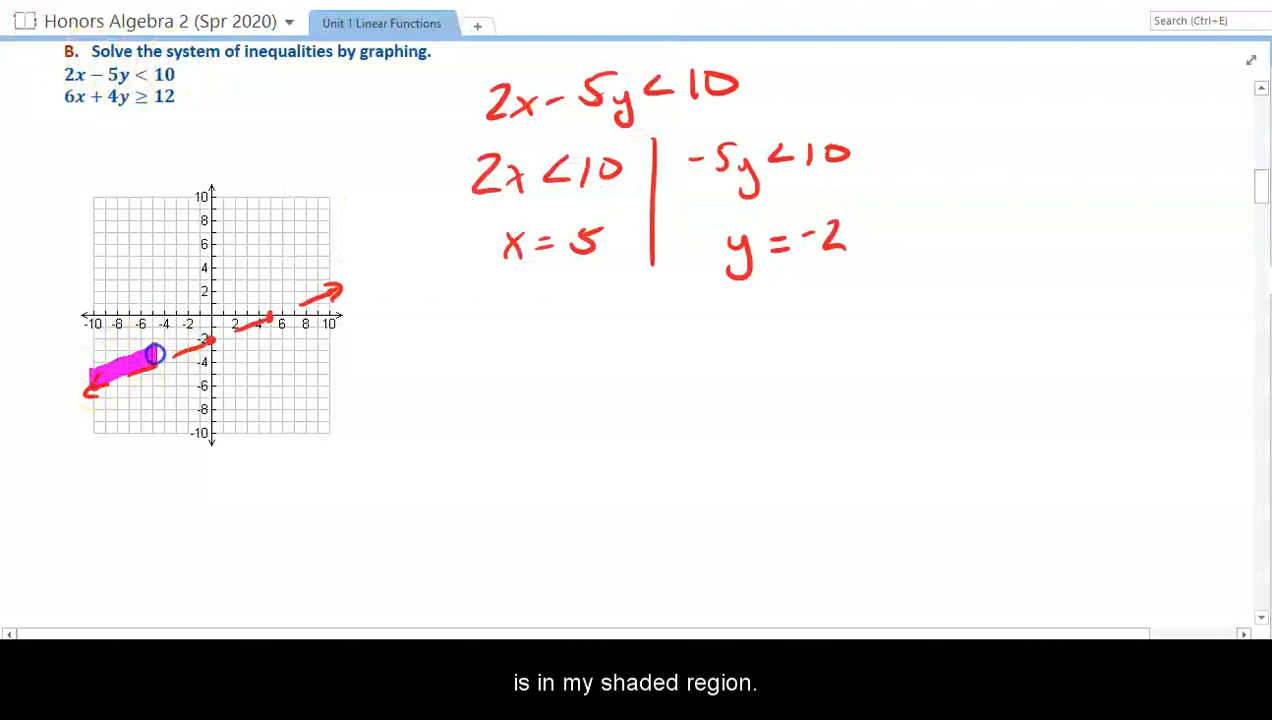 Honors Algebra 2 (Spr 2020)
Unit 1 Linear Functions
+
Search (Ctrl+E)
B. Solve the system of inequalities by graphing.
2x − 5y < 10
6x + 4y ≥ 12
2x - 5y < 10
2x < 10 | -5y < 10
x = 5 | y = -2
10
8
6
4
2
-10 -8 -6 -4 -2 2 4 6 8 10
-2
-4
-6
-8
-10
is in my shaded region.